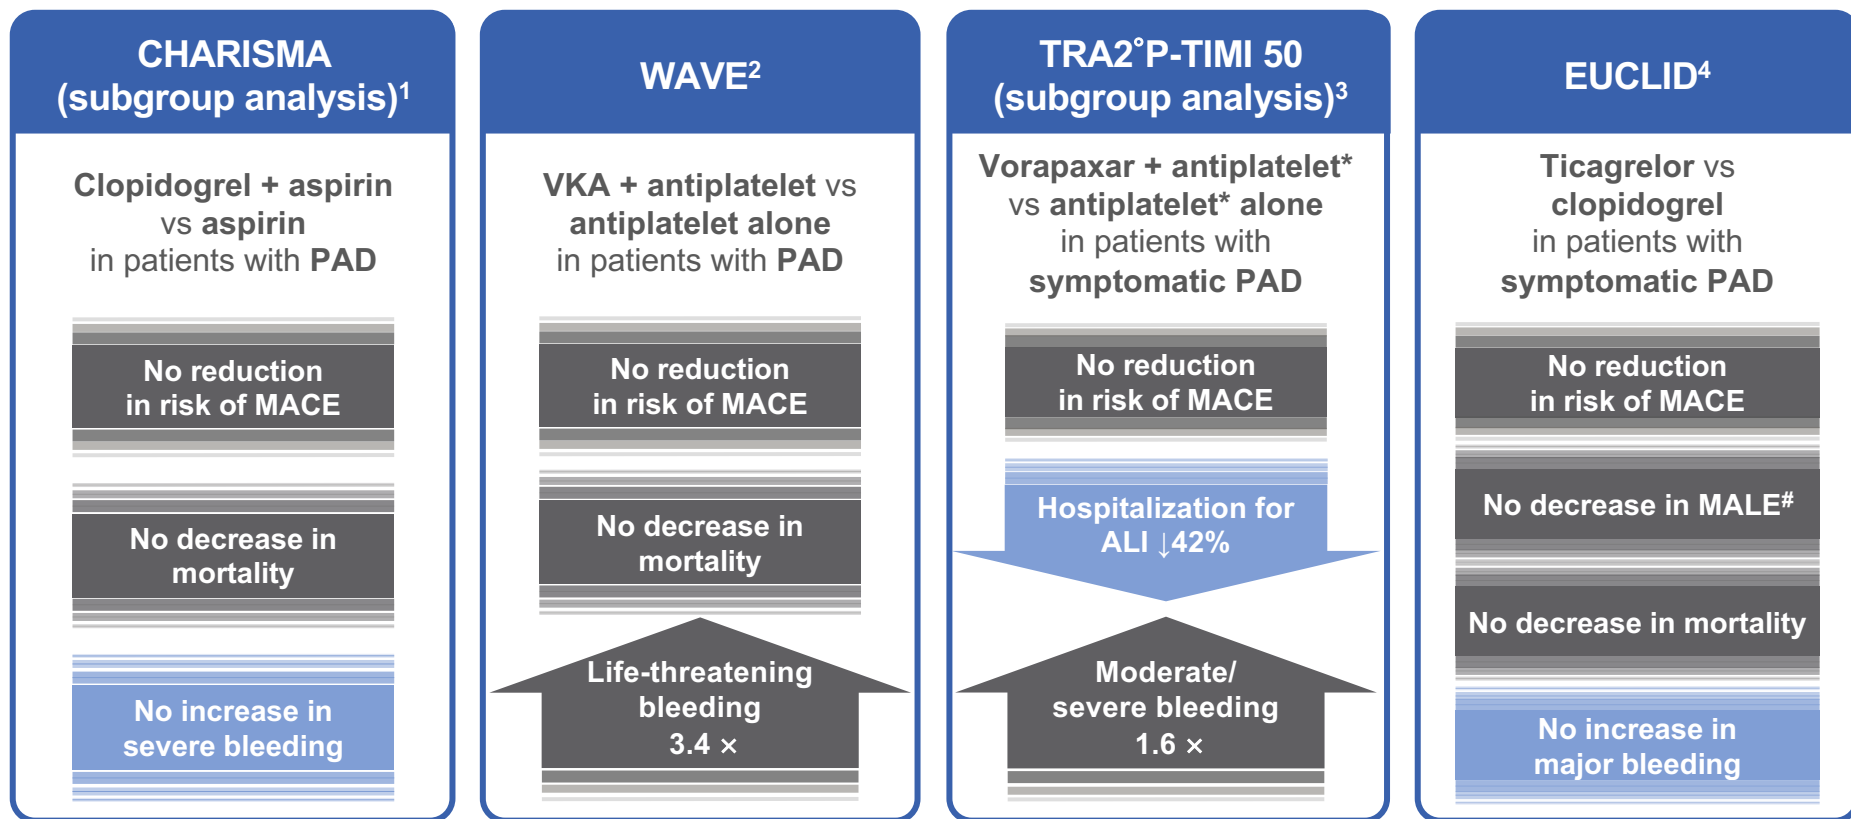 CHARISMA
(subgroup analysis)¹
Clopidogrel + aspirin
vs aspirin
in patients with PAD
No reduction
in risk of MACE
No decrease in
mortality
No increase in
severe bleeding
WAVE²
VKA + antiplatelet vs
antiplatelet alone
in patients with PAD
No reduction
in risk of MACE
No decrease in
mortality
Life-threatening
bleeding
3.4 ×
TRA2°P-TIMI 50
(subgroup analysis)³
Vorapaxar + antiplatelet*
vs antiplatelet* alone
in patients with
symptomatic PAD
No reduction
in risk of MACE
Hospitalization for
ALI ↓42%
Moderate/
severe bleeding
1.6 ×
EUCLID⁴
Ticagrelor vs
clopidogrel
in patients with
symptomatic PAD
No reduction
in risk of MACE
No decrease in MALE#
No decrease in mortality
No increase in
major bleeding